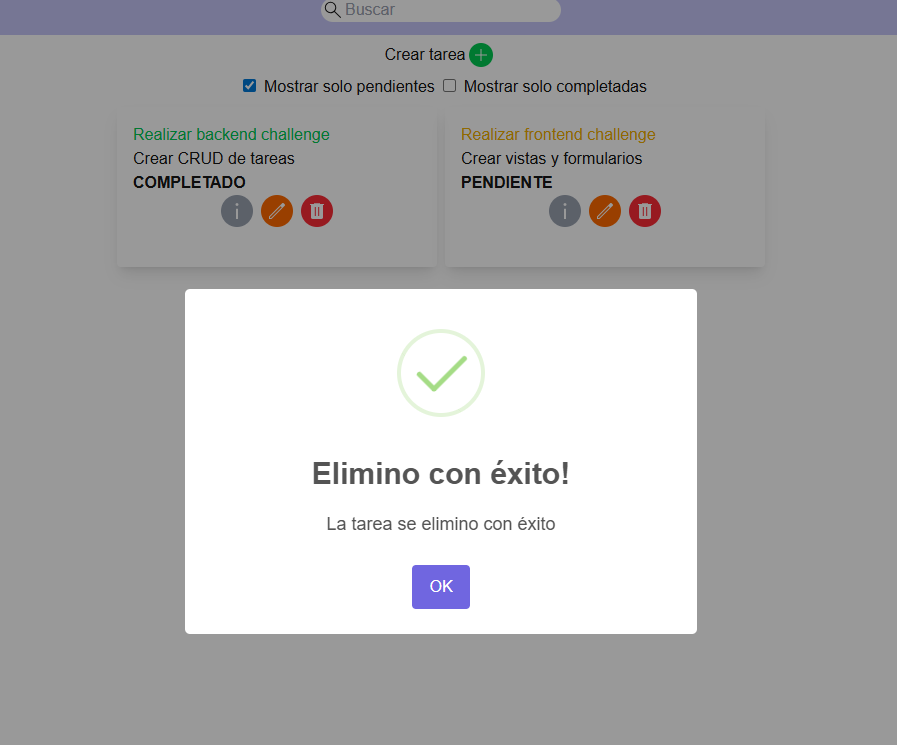 Buscar
Crear tarea
Mostrar solo pendientes Mostrar solo completadas
Realizar backend challenge
Crear CRUD de tareas
COMPLETADO
Realizar frontend challenge
Crear vistas y formularios
PENDIENTE
Elimino con éxito!
La tarea se elimino con éxito
OK